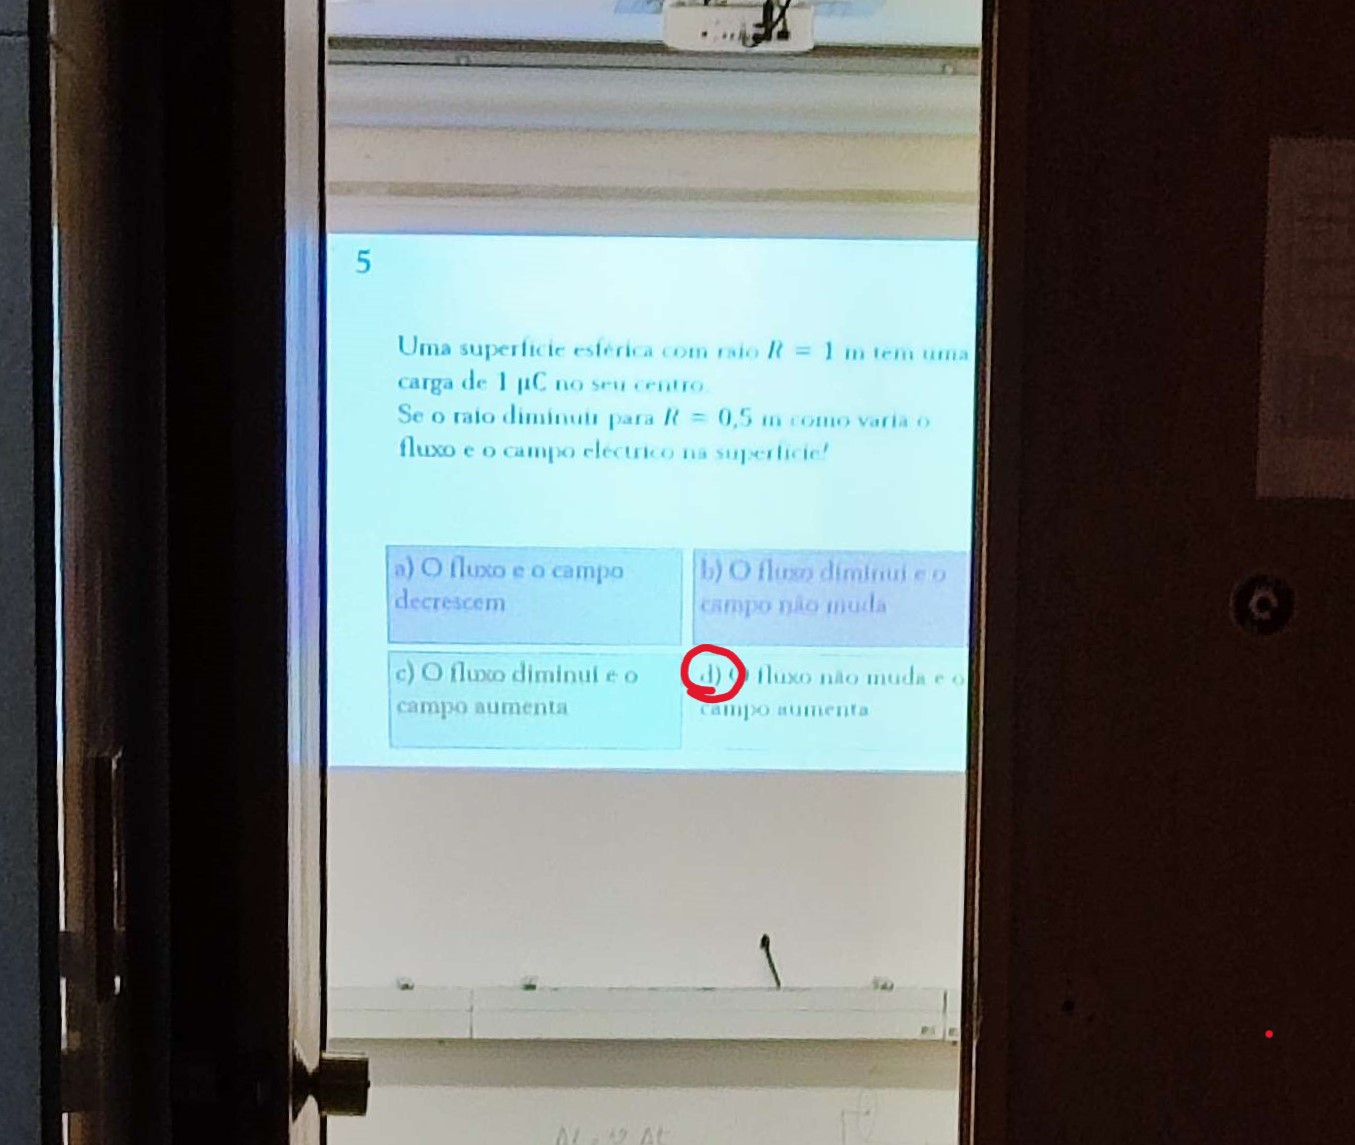 5
Uma superfície esférica com raio R = 1 m tem uma
carga de 1 μC no seu centro.
Se o raio diminuir para R = 0,5 m como varia o
fluxo e o campo eléctrico na superfície?
a) O fluxo e o campo
decrescem
b) O fluxo diminui e o
campo não muda
c) O fluxo diminui e o
campo aumenta
d) O fluxo não muda e o
campo aumenta